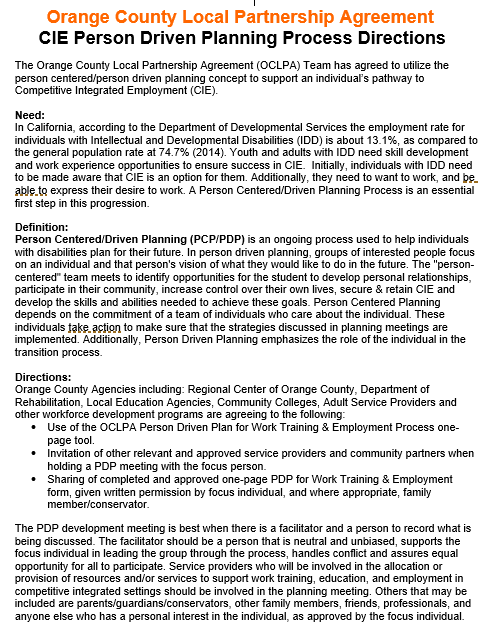 Orange County Local Partnership Agreement
CIE Person Driven Planning Process Directions
The Orange County Local Partnership Agreement (OCLPA) Team has agreed to utilize the
person centered/person driven planning concept to support an individual's pathway to
Competitive Integrated Employment (CIE).
Need:
In California, according to the Department of Developmental Services the employment rate for
individuals with Intellectual and Developmental Disabilities (IDD) is about 13.1%, as compared to
the general population rate at 74.7% (2014). Youth and adults with IDD need skill development
and work experience opportunities to ensure success in CIE. Initially, individuals with IDD need
to be made aware that CIE is an option for them. Additionally, they need to want to work, and be
able to express their desire to work. A Person Centered/Driven Planning Process is an essential
first step in this progression.
Definition:
Person Centered/Driven Planning (PCP/PDP) is an ongoing process used to help individuals
with disabilities plan for their future. In person driven planning, groups of interested people focus
on an individual and that person's vision of what they would like to do in the future. The "person-
centered" team meets to identify opportunities for the student to develop personal relationships,
participate in their community, increase control over their own lives, secure & retain CIE and
develop the skills and abilities needed to achieve these goals. Person Centered Planning
depends on the commitment of a team of individuals who care about the individual. These
individuals take action to make sure that the strategies discussed in planning meetings are
implemented. Additionally, Person Driven Planning emphasizes the role of the individual in the
transition process.
Directions:
Orange County Agencies including: Regional Center of Orange County, Department of
Rehabilitation, Local Education Agencies, Community Colleges, Adult Service Providers and
other workforce development programs are agreeing to the following:
• Use of the OCLPA Person Driven Plan for Work Training & Employment Process one-
page tool.
• Invitation of other relevant and approved service providers and community partners when
holding a PDP meeting with the focus person.
• Sharing of completed and approved one-page PDP for Work Training & Employment
form, given written permission by focus individual, and where appropriate, family
member/conservator.
The PDP development meeting is best when there is a facilitator and a person to record what is
being discussed. The facilitator should be a person that is neutral and unbiased, supports the
focus individual in leading the group through the process, handles conflict and assures equal
opportunity for all to participate. Service providers who will be involved in the allocation or
provision of resources and/or services to support work training, education, and employment in
competitive integrated settings should be involved in the planning meeting. Others that may be
included are parents/guardians/conservators, other family members, friends, professionals, and
anyone else who has a personal interest in the individual, as approved by the focus individual.